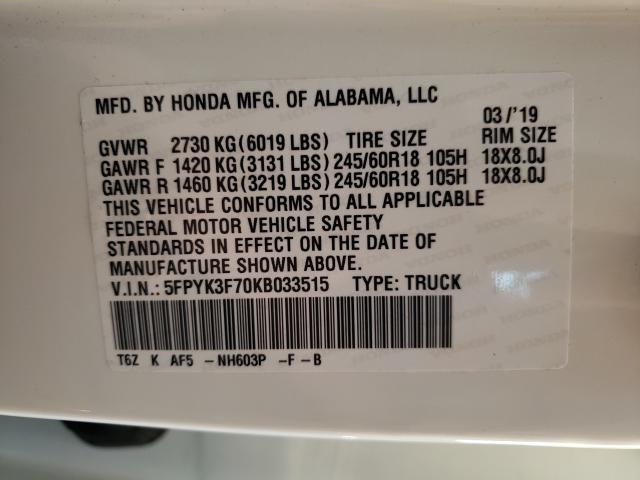 MFD. BY HONDA MFG. OF ALABAMA, LLC
03/'19
GVWR 2730 KG(6019 LBS) TIRE SIZE RIM SIZE
GAWR F 1420 KG(3131 LBS)245/60R18 105H 18X8.0J
GAWR R 1460 KG(3219 LBS)245/60R18 105H 18X8.0J
THIS VEHICLE CONFORMS TO ALL APPLICABLE
FEDERAL MOTOR VEHICLE SAFETY
STANDARDS IN EFFECT ON THE DATE OF
MANUFACTURE SHOWN ABOVE.
V.I.N.: 5FPYK3F70KB033515 TYPE: TRUCK
T6Z K AF5 -NH603P -F -B